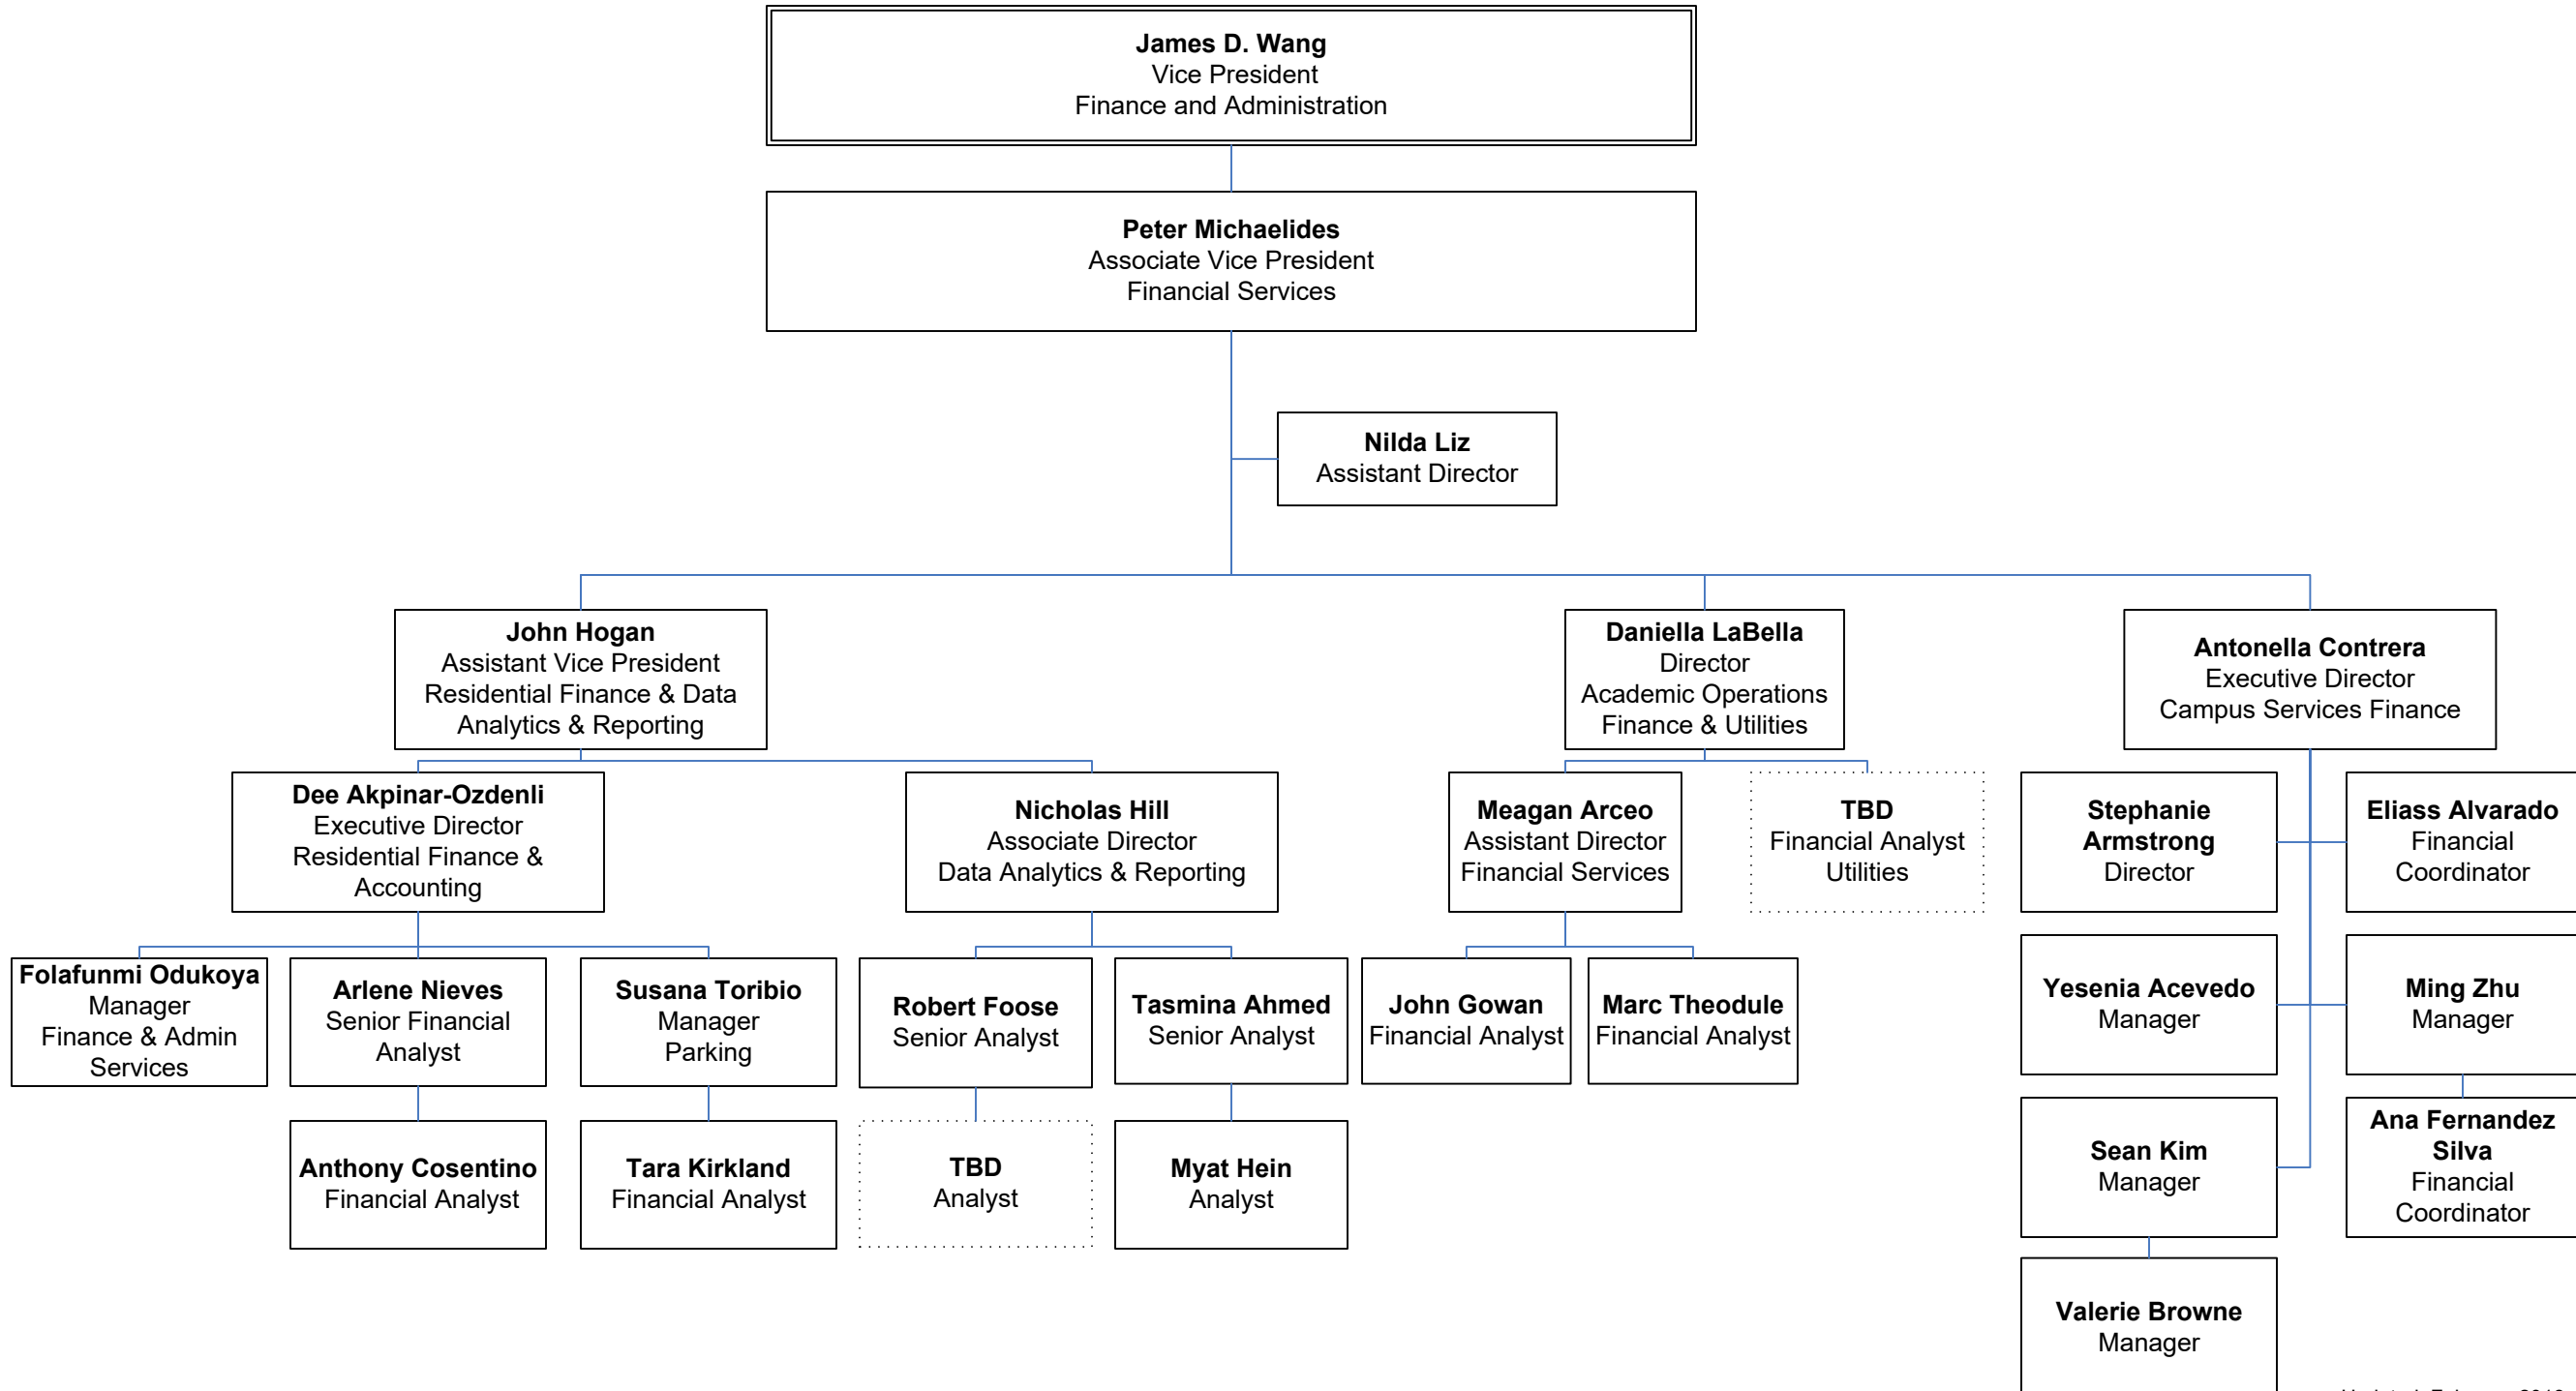 James D. Wang
Vice President
Finance and Administration
Peter Michaelides
Associate Vice President
Financial Services
Nilda Liz
Assistant Director
John Hogan
Assistant Vice President
Residential Finance & Data
Analytics & Reporting
Daniella LaBella
Director
Academic Operations
Finance & Utilities
Antonella Contrera
Executive Director
Campus Services Finance
Dee Akpinar-Ozdenli
Executive Director
Residential Finance &
Accounting
Nicholas Hill
Associate Director
Data Analytics & Reporting
Meagan Arceo
Assistant Director
Financial Services
TBD
Financial Analyst
Utilities
Stephanie
Armstrong
Director
Eliass Alvarado
Financial
Coordinator
Folafunmi Odukoya
Manager
Finance & Admin
Services
Arlene Nieves
Senior Financial
Analyst
Susana Toribio
Manager
Parking
Robert Foose
Senior Analyst
Tasmina Ahmed
Senior Analyst
John Gowan
Financial Analyst
Marc Theodule
Financial Analyst
Yesenia Acevedo
Manager
Ming Zhu
Manager
Anthony Cosentino
Financial Analyst
Tara Kirkland
Financial Analyst
TBD
Analyst
Myat Hein
Analyst
Sean Kim
Manager
Ana Fernandez
Silva
Financial
Coordinator
Valerie Browne
Manager